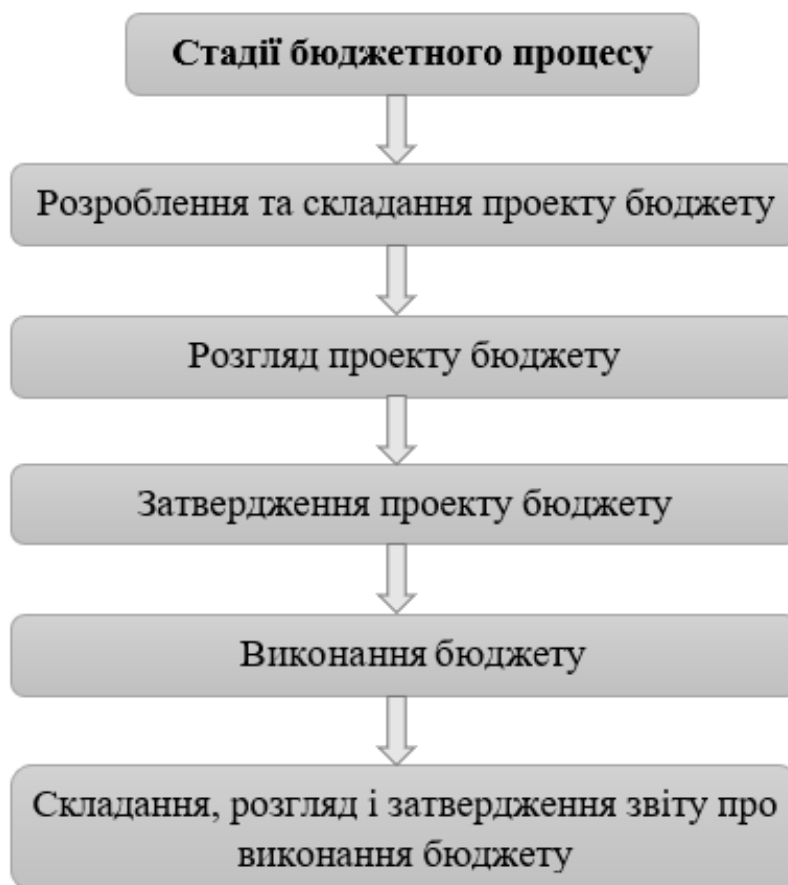 Стадії бюджетного процесу
Розроблення та складання проекту бюджету
Розгляд проекту бюджету
Затвердження проекту бюджету
Виконання бюджету
Складання, розгляд і затвердження звіту про
виконання бюджету